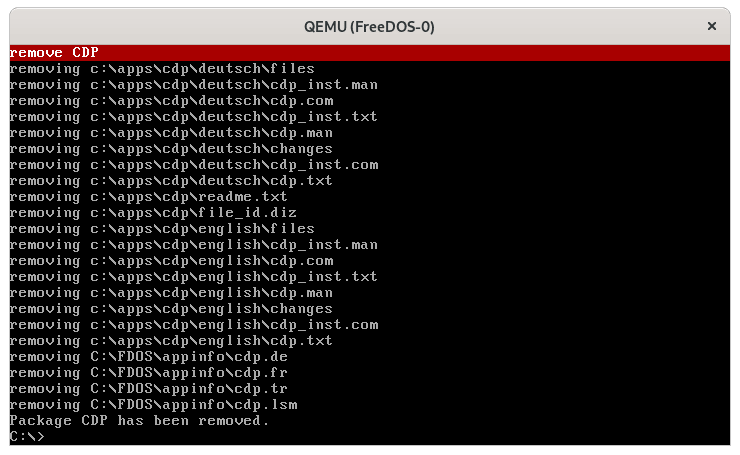 QEMU (FreeDOS-0)
×
remove CDP
removing c:\apps\cdp\deutsch\files
removing c:\apps\cdp\deutsch\cdp_inst.man
removing c:\apps\cdp\deutsch\cdp.com
removing c:\apps\cdp\deutsch\cdp_inst.txt
removing c:\apps\cdp\deutsch\cdp.man
removing c:\apps\cdp\deutsch\changes
removing c:\apps\cdp\deutsch\cdp_inst.com
removing c:\apps\cdp\deutsch\cdp.txt
removing c:\apps\cdp\readme.txt
removing c:\apps\cdp\file_id.diz
removing c:\apps\cdp\english\files
removing c:\apps\cdp\english\cdp_inst.man
removing c:\apps\cdp\english\cdp.com
removing c:\apps\cdp\english\cdp_inst.txt
removing c:\apps\cdp\english\cdp.man
removing c:\apps\cdp\english\changes
removing c:\apps\cdp\english\cdp_inst.com
removing c:\apps\cdp\english\cdp.txt
removing C:\FDOS\appinfo\cdp.de
removing C:\FDOS\appinfo\cdp.fr
removing C:\FDOS\appinfo\cdp.tr
removing C:\FDOS\appinfo\cdp.lsm
Package CDP has been removed.
C:\>